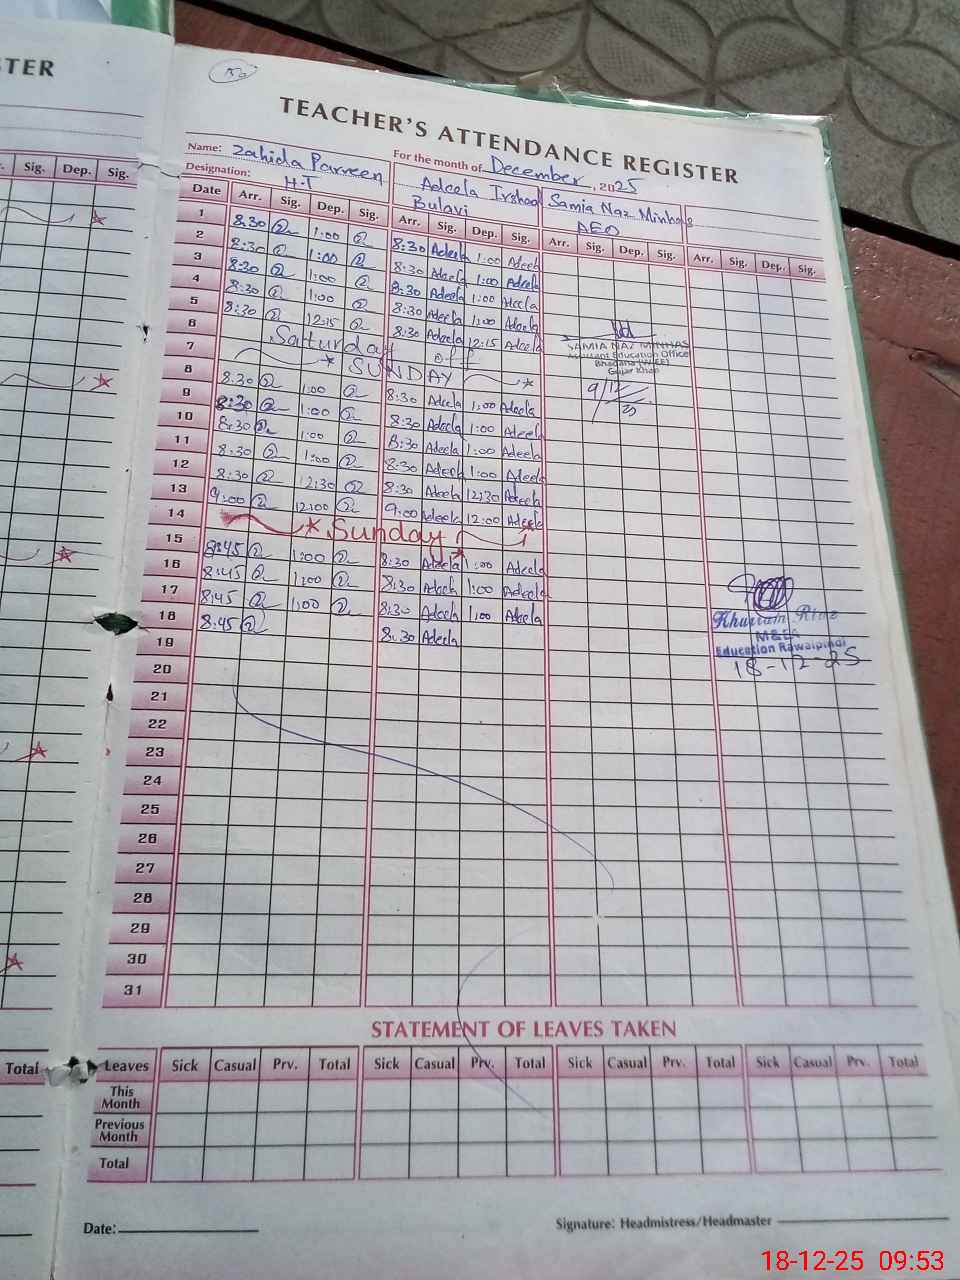 STER
TEACHER'S ATTENDANCE REGISTER
Name: Zahida Parveen For the month of December, 2025
Designation: H.T Adeela Irshad Samia Naz Minhas
Bulavi AEO
Sig. Dep. Sig.
Date Arr. Sig. Dep. Sig. Arr. Sig. Dep. Sig. Arr. Sig. Dep. Sig. Arr. Sig. Dep. Sig.
1 8:30 1:00 8:30 Adeela 1:00 Adeela
2 8:30 1:00 8:30 Adeela 1:00 Adeela
3 8:30 1:00 8:30 Adeela 1:00 Adeela
4 8:30 1:00 8:30 Adeela 1:00 Adeela
5 8:30 12:15 8:30 Adeela 12:15 Adeela
6 Saturday Off
7 SUNDAY
SAMIA NAZ MINHAS
Assistant Education Office
Bhadana (W-EE)
Gujar Khan
9/12
25
8 8:30 1:00 8:30 Adeela 1:00 Adeela
9 8:30 1:00 8:30 Adeela 1:00 Adeela
10 8:30 1:00 8:30 Adeela 1:00 Adeela
11 8:30 1:00 8:30 Adeela 1:00 Adeela
12 8:30 12:30 8:30 Adeela 12:30 Adeela
13 9:00 12:00 9:00 Adeela 12:00 Adeela
14 Sunday
15 8:45 1:00 8:30 Adeela 1:00 Adeela
16 8:45 1:00 8:30 Adeela 1:00 Adeela
17 8:45 1:00 8:30 Adeela 1:00 Adeela
18 8:45 8:30 Adeela
Khurram Riaz
M&EA
Education Rawalpindi
18-12-25
19
20
21
22
23
24
25
26
27
28
29
30
31
STATEMENT OF LEAVES TAKEN
Total Leaves Sick Casual Prv. Total Sick Casual Prv. Total Sick Casual Prv. Total Sick Casual Prv. Total
This Month
Previous Month
Total
Date: Signature: Headmistress/Headmaster
18-12-25 09:53